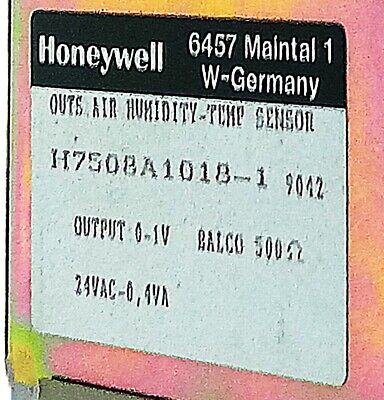 Honeywell 6457 Maintal 1
W-Germany
OUTS.AIR HUMIDITY-TEMP SENSOR
H7508A1018-1 9042
OUTPUT 0-1V BALCO 500Ω
24VAC-0,4VA